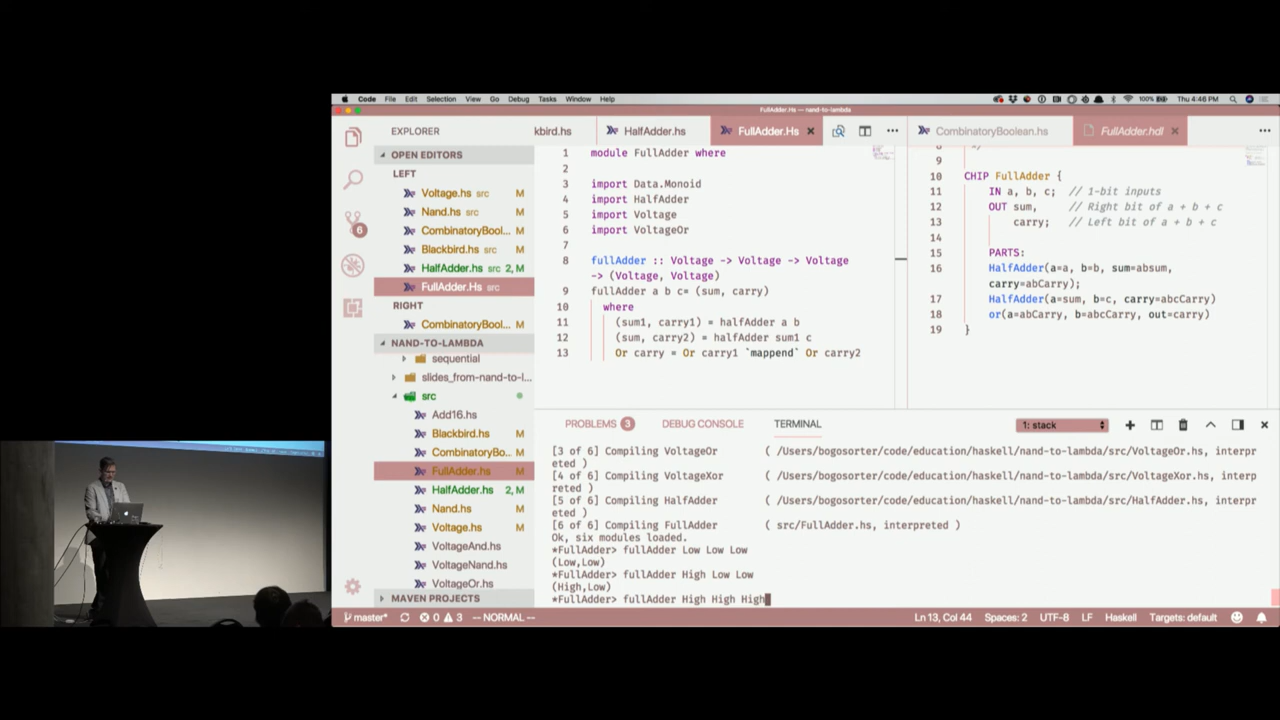 Code File Edit Selection View Go Debug Tasks Window Help 100% Thu 4:46 PM
FullAdder.Hs — nand-to-lambda
EXPLORER
OPEN EDITORS
LEFT
Voltage.hs src M
Nand.hs src M
CombinatoryBool... M
Blackbird.hs src M
HalfAdder.hs src 2, M
FullAdder.Hs src
RIGHT
CombinatoryBool... M
NAND-TO-LAMBDA
sequential
slides_from-nand-to-l...
src
Add16.hs
Blackbird.hs M
CombinatoryBo... M
FullAdder.hs M
HalfAdder.hs 2, M
Nand.hs M
Voltage.hs M
VoltageAnd.hs
VoltageNand.hs
VoltageOr.hs
MAVEN PROJECTS
kbird.hs HalfAdder.hs FullAdder.Hs
1 module FullAdder where
2
3 import Data.Monoid
4 import HalfAdder
5 import Voltage
6 import VoltageOr
7
8 fullAdder :: Voltage -> Voltage -> Voltage
-> (Voltage, Voltage)
9 fullAdder a b c= (sum, carry)
10 where
11 (sum1, carry1) = halfAdder a b
12 (sum, carry2) = halfAdder sum1 c
13 Or carry = Or carry1 `mappend` Or carry2
CombinatoryBoolean.hs FullAdder.hdl
8 */
9
10 CHIP FullAdder {
11 IN a, b, c; // 1-bit inputs
12 OUT sum, // Right bit of a + b + c
13 carry; // Left bit of a + b + c
14
15 PARTS:
16 HalfAdder(a=a, b=b, sum=absum,
carry=abCarry);
17 HalfAdder(a=sum, b=c, carry=abcCarry)
18 or(a=abCarry, b=abcCarry, out=carry)
19 }
PROBLEMS 3 DEBUG CONSOLE TERMINAL 1: stack
[3 of 6] Compiling VoltageOr ( /Users/bogosorter/code/education/haskell/nand-to-lambda/src/VoltageOr.hs, interpr
eted )
[4 of 6] Compiling VoltageXor ( /Users/bogosorter/code/education/haskell/nand-to-lambda/src/VoltageXor.hs, interpr
eted )
[5 of 6] Compiling HalfAdder ( /Users/bogosorter/code/education/haskell/nand-to-lambda/src/HalfAdder.hs, interpr
eted )
[6 of 6] Compiling FullAdder ( src/FullAdder.hs, interpreted )
Ok, six modules loaded.
*FullAdder> fullAdder Low Low Low
(Low,Low)
*FullAdder> fullAdder High Low Low
(High,Low)
*FullAdder> fullAdder High High High
6
master* 0 3 -- NORMAL -- Ln 13, Col 44 Spaces: 2 UTF-8 LF Haskell Targets: default